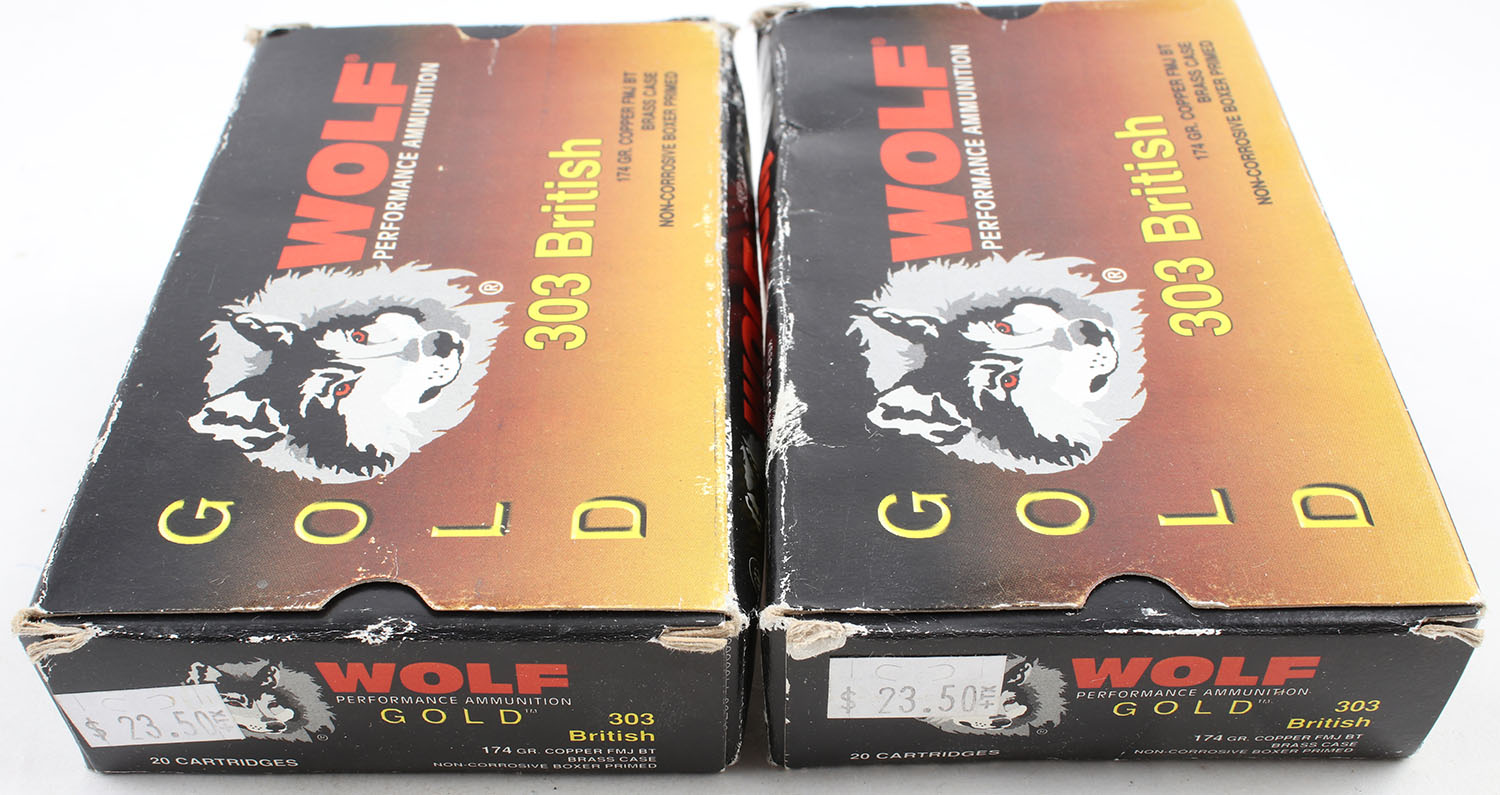 WOLF®
PERFORMANCE AMMUNITION
®
303 British
174 GR. COPPER FMJ BT
BRASS CASE
NON-CORROSIVE BOXER PRIMED
GOLD
WOLF
PERFORMANCE AMMUNITION
GOLD™
303
British
174 GR. COPPER FMJ BT
BRASS CASE
NON-CORROSIVE BOXER PRIMED
20 CARTRIDGES
®
$ 23.50
WOLF®
PERFORMANCE AMMUNITION
®
303 British
174 GR. COPPER FMJ BT
BRASS CASE
NON-CORROSIVE BOXER PRIMED
GOLD
WOLF
PERFORMANCE AMMUNITION
GOLD™
303
British
174 GR. COPPER FMJ BT
BRASS CASE
NON-CORROSIVE BOXER PRIMED
20 CARTRIDGES
®
$ 23.50